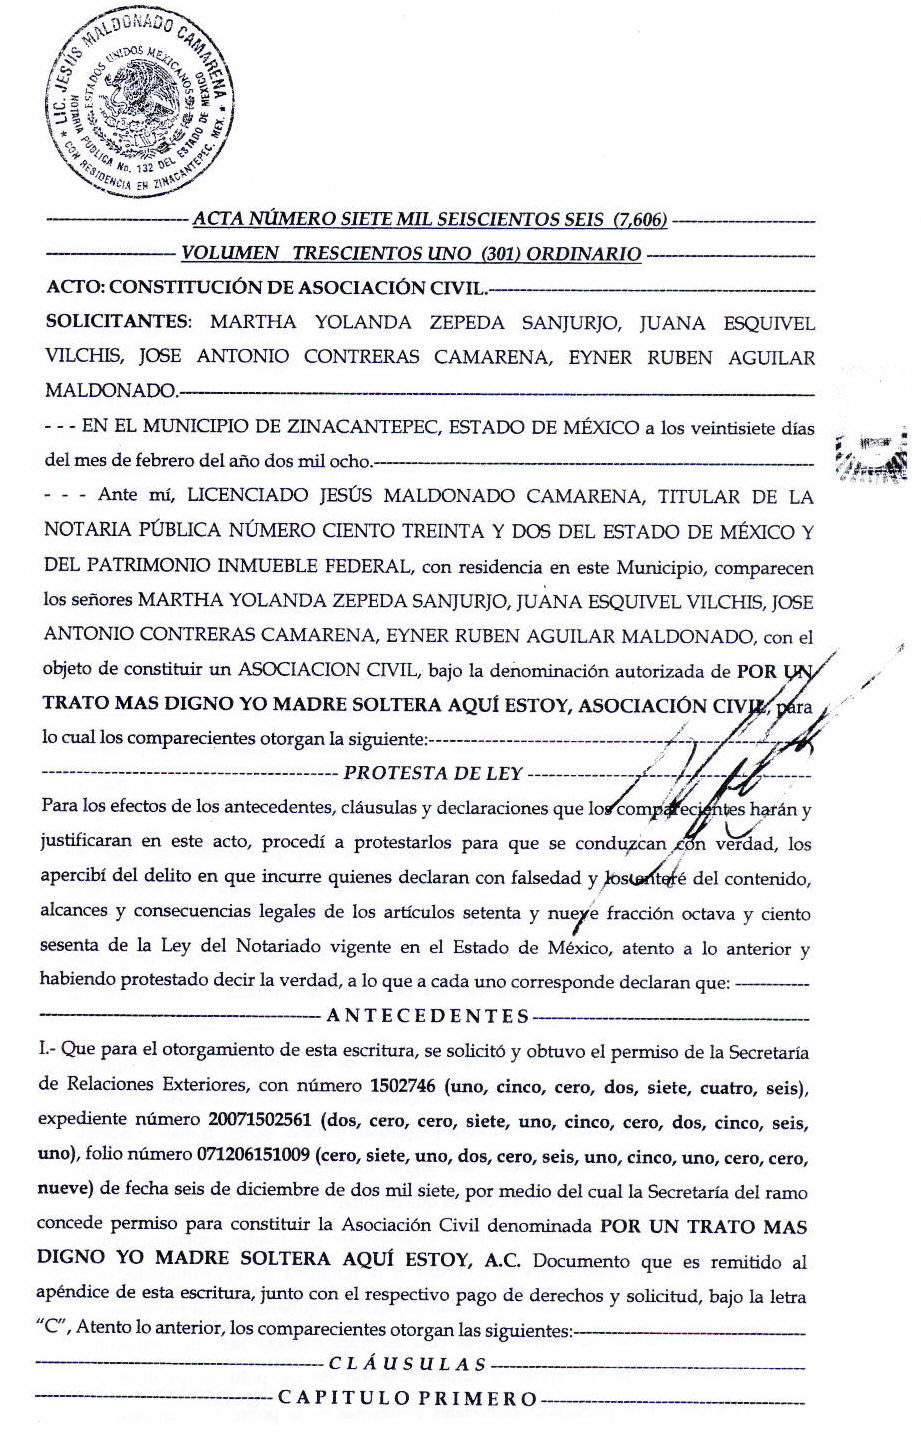 LIC. JESÚS MALDONADO CAMARENA
ESTADOS UNIDOS MEXICANOS
NOTARIA PUBLICA No. 132 DEL ESTADO DE MEXICO
* CON RESIDENCIA EN ZINACANTEPEC, MEX. *
---------------------- ACTA NÚMERO SIETE MIL SEISCIENTOS SEIS (7,606) ----------------------
-------------------- VOLUMEN TRESCIENTOS UNO (301) ORDINARIO --------------------------
ACTO: CONSTITUCIÓN DE ASOCIACIÓN CIVIL.--------------------------------------------------
SOLICITANTES: MARTHA YOLANDA ZEPEDA SANJURJO, JUANA ESQUIVEL
VILCHIS, JOSE ANTONIO CONTRERAS CAMARENA, EYNER RUBEN AGUILAR
MALDONADO.--------------------------------------------------------------------------------
- - - EN EL MUNICIPIO DE ZINACANTEPEC, ESTADO DE MÉXICO a los veintisiete días
del mes de febrero del año dos mil ocho.--------------------------------------------------------------
- - - Ante mí, LICENCIADO JESÚS MALDONADO CAMARENA, TITULAR DE LA
NOTARIA PÚBLICA NÚMERO CIENTO TREINTA Y DOS DEL ESTADO DE MÉXICO Y
DEL PATRIMONIO INMUEBLE FEDERAL, con residencia en este Municipio, comparecen
los señores MARTHA YOLANDA ZEPEDA SANJURJO, JUANA ESQUIVEL VILCHIS, JOSE
ANTONIO CONTRERAS CAMARENA, EYNER RUBEN AGUILAR MALDONADO, con el
objeto de constituir un ASOCIACION CIVIL, bajo la denominación autorizada de POR UN
TRATO MAS DIGNO YO MADRE SOLTERA AQUÍ ESTOY, ASOCIACIÓN CIVIL, para
lo cual los comparecientes otorgan la siguiente:-------------------------------------------------------
------------------------------------------- PROTESTA DE LEY -----------------------------------------
Para los efectos de los antecedentes, cláusulas y declaraciones que los comparecientes harán y
justificaran en este acto, procedí a protestarlos para que se conduzcan con verdad, los
apercibí del delito en que incurre quienes declaran con falsedad y los enteré del contenido,
alcances y consecuencias legales de los artículos setenta y nueve fracción octava y ciento
sesenta de la Ley del Notariado vigente en el Estado de México, atento a lo anterior y
habiendo protestado decir la verdad, a lo que a cada uno corresponde declaran que: -----------
------------------------------------------- A N T E C E D E N T E S -----------------------------------------
I.- Que para el otorgamiento de esta escritura, se solicitó y obtuvo el permiso de la Secretaría
de Relaciones Exteriores, con número 1502746 (uno, cinco, cero, dos, siete, cuatro, seis),
expediente número 20071502561 (dos, cero, cero, siete, uno, cinco, cero, dos, cinco, seis,
uno), folio número 071206151009 (cero, siete, uno, dos, cero, seis, uno, cinco, uno, cero, cero,
nueve) de fecha seis de diciembre de dos mil siete, por medio del cual la Secretaría del ramo
concede permiso para constituir la Asociación Civil denominada POR UN TRATO MAS
DIGNO YO MADRE SOLTERA AQUÍ ESTOY, A.C. Documento que es remitido al
apéndice de esta escritura, junto con el respectivo pago de derechos y solicitud, bajo la letra
"C", Atento lo anterior, los comparecientes otorgan las siguientes:-----------------------------------
-------------------------------------------- C L Á U S U L A S ------------------------------------------------
------------------------------------ C A P I T U L O P R I M E R O ----------------------------------------